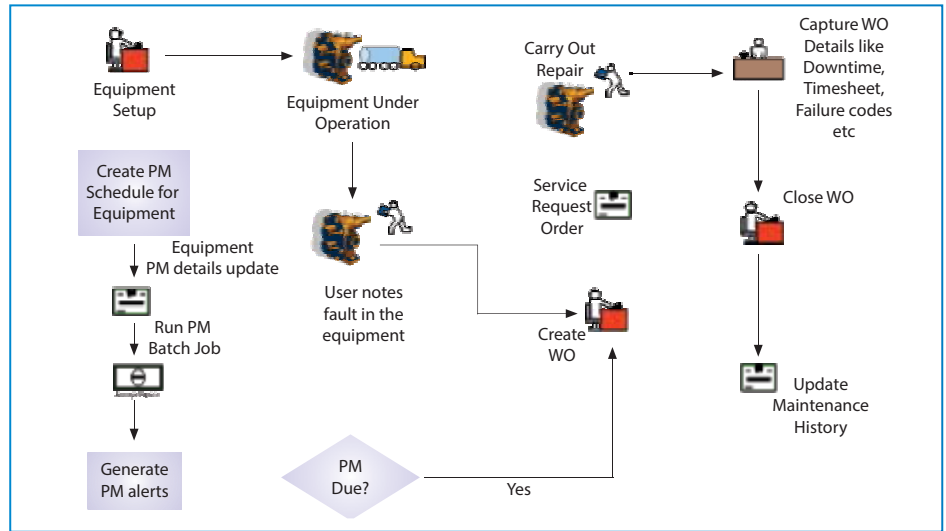 Equipment
Setup
Equipment Under
Operation
Carry Out
Repair
Capture WO
Details like
Downtime,
Timesheet,
Failure codes
etc
Create PM
Schedule for
Equipment
Equipment
PM details update
Run PM
Batch Job
Generate
PM alerts
User notes
fault in the
equipment
Service
Request
Order
Create
WO
PM
Due?
Yes
Close WO
Update
Maintenance
History